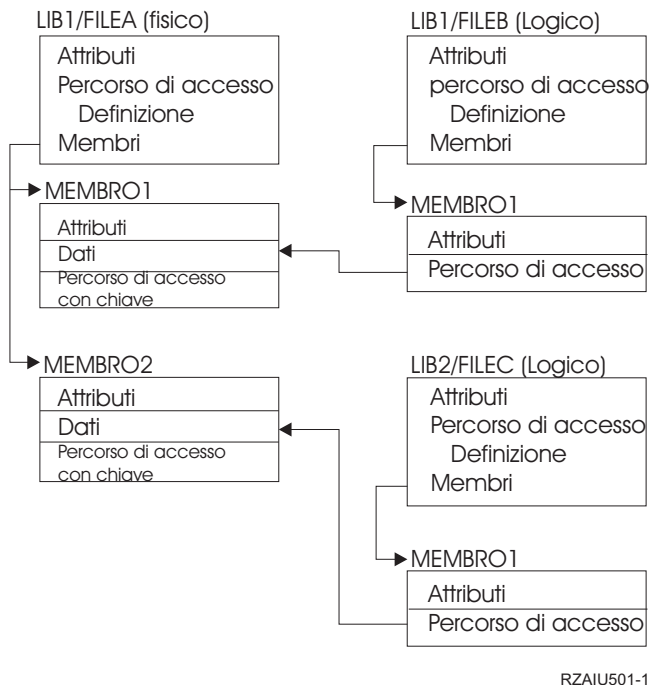 LIB1/FILEA (fisico)
Attributi
Percorso di accesso
Definizione
Membri
MEMBRO1
Attributi
Dati
Percorso di accesso
con chiave
MEMBRO2
Attributi
Dati
Percorso di accesso
con chiave
LIB1/FILEB (Logico)
Attributi
percorso di accesso
Definizione
Membri
MEMBRO1
Attributi
Percorso di accesso
LIB2/FILEC (Logico)
Attributi
Percorso di accesso
Definizione
Membri
MEMBRO1
Attributi
Percorso di accesso
RZAIU501-1